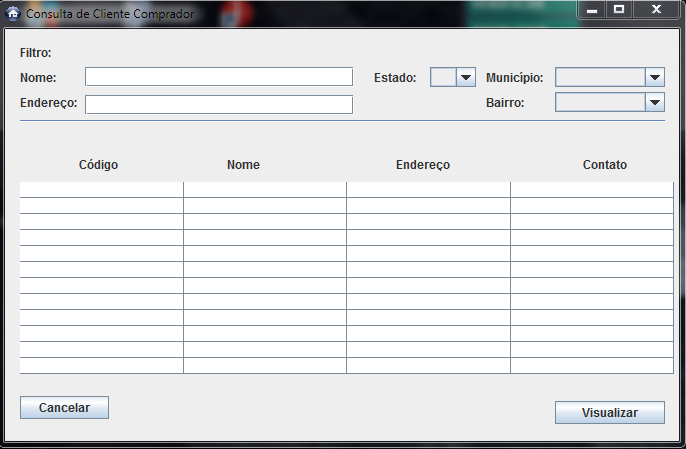 Consulta de Cliente Comprador
Filtro:
Nome: Estado: Município:
Endereço: Bairro:
Código Nome Endereço Contato
Cancelar Visualizar